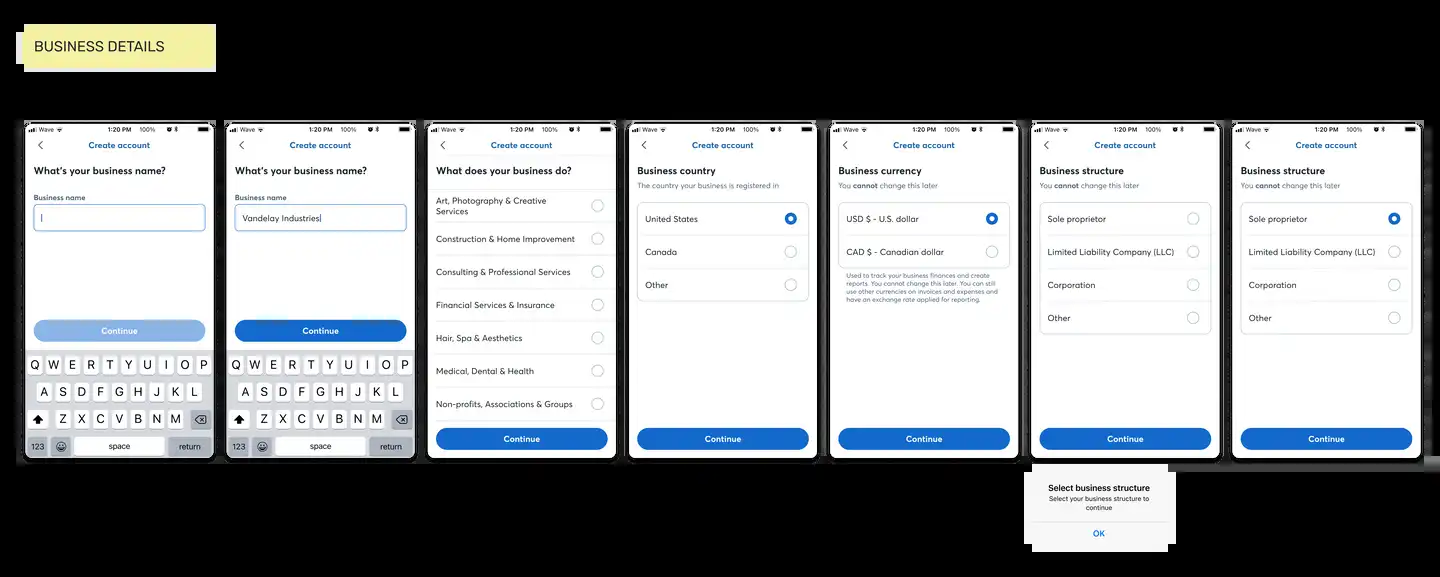 BUSINESS DETAILS
Wave 1:20 PM 100%
Create account
What's your business name?
Business name
Continue
Q W E R T Y U I O P
A S D F G H J K L
Z X C V B N M
123 space return
Wave 1:20 PM 100%
Create account
What's your business name?
Business name
Vandelay Industries
Continue
Q W E R T Y U I O P
A S D F G H J K L
Z X C V B N M
123 space return
Wave 1:20 PM 100%
Create account
What does your business do?
Art, Photography & Creative
Services
Construction & Home Improvement
Consulting & Professional Services
Financial Services & Insurance
Hair, Spa & Aesthetics
Medical, Dental & Health
Non-profits, Associations & Groups
Continue
Wave 1:20 PM 100%
Create account
Business country
The country your business is registered in
United States
Canada
Other
Continue
Wave 1:20 PM 100%
Create account
Business currency
You cannot change this later
USD $ - U.S. dollar
CAD $ - Canadian dollar
Used to track your business finances and create
reports. You cannot change this later. You can still
use other currencies on invoices and expenses and
have an exchange rate applied for reporting.
Continue
Wave 1:20 PM 100%
Create account
Business structure
You cannot change this later
Sole proprietor
Limited Liability Company (LLC)
Corporation
Other
Continue
Select business structure
Select your business structure to
continue
OK
Wave 1:20 PM 100%
Create account
Business structure
You cannot change this later
Sole proprietor
Limited Liability Company (LLC)
Corporation
Other
Continue